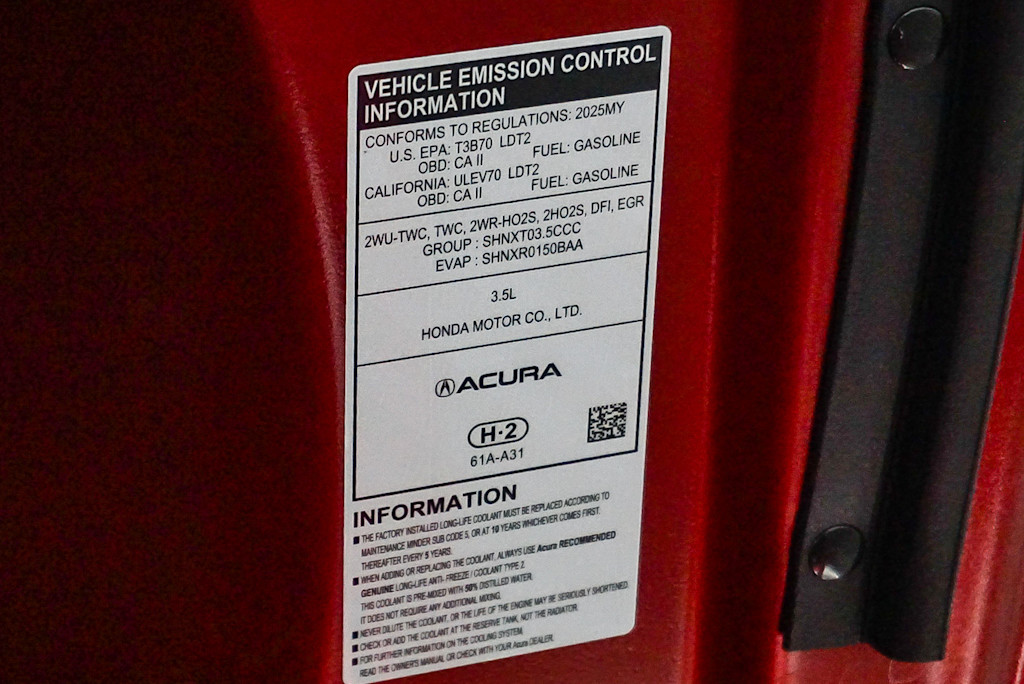 VEHICLE EMISSION CONTROL
INFORMATION
CONFORMS TO REGULATIONS: 2025MY
U.S. EPA: T3B70 LDT2
OBD: CA II FUEL: GASOLINE
CALIFORNIA: ULEV70 LDT2
OBD: CA II FUEL: GASOLINE
2WU-TWC, TWC, 2WR-HO2S, 2HO2S, DFI, EGR
GROUP : SHNXT03.5CCC
EVAP : SHNXR0150BAA
3.5L
HONDA MOTOR CO., LTD.
ACURA
H·2
61A-A31
INFORMATION
■ THE FACTORY INSTALLED LONG-LIFE COOLANT MUST BE REPLACED ACCORDING TO
MAINTENANCE MINDER SUB CODE 5, OR AT 10 YEARS WHICHEVER COMES FIRST.
THEREAFTER EVERY 5 YEARS.
■ WHEN ADDING OR REPLACING THE COOLANT, ALWAYS USE Acura RECOMMENDED
GENUINE LONG-LIFE ANTI- FREEZE / COOLANT TYPE 2.
THIS COOLANT IS PRE-MIXED WITH 50% DISTILLED WATER.
IT DOES NOT REQUIRE ANY ADDITIONAL MIXING.
■ NEVER DILUTE THE COOLANT, OR THE LIFE OF THE ENGINE MAY BE SERIOUSLY SHORTENED.
■ CHECK OR ADD THE COOLANT AT THE RESERVE TANK, NOT THE RADIATOR.
■ FOR FURTHER INFORMATION ON THE COOLING SYSTEM,
READ THE OWNER'S MANUAL OR CHECK WITH YOUR Acura DEALER.